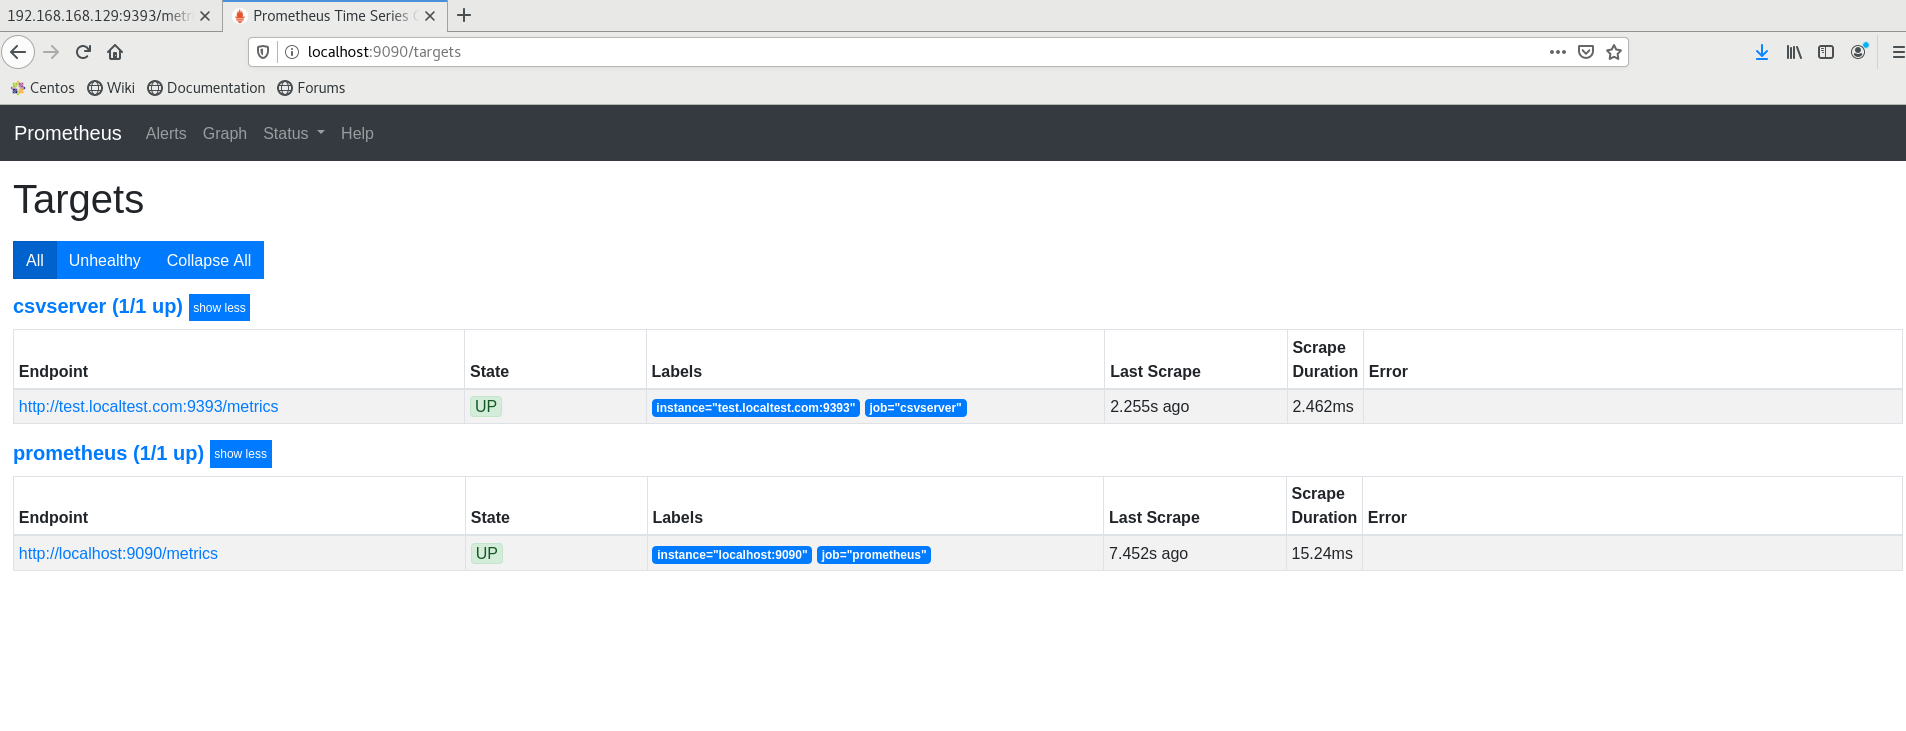 192.168.168.129:9393/metr
Prometheus Time Series
localhost:9090/targets
Centos Wiki Documentation Forums
Prometheus Alerts Graph Status Help
Targets
All Unhealthy Collapse All
csvserver (1/1 up) show less
Endpoint State Labels Last Scrape Scrape Duration Error
http://test.localtest.com:9393/metrics UP instance="test.localtest.com:9393" job="csvserver" 2.255s ago 2.462ms
prometheus (1/1 up) show less
Endpoint State Labels Last Scrape Scrape Duration Error
http://localhost:9090/metrics UP instance="localhost:9090" job="prometheus" 7.452s ago 15.24ms